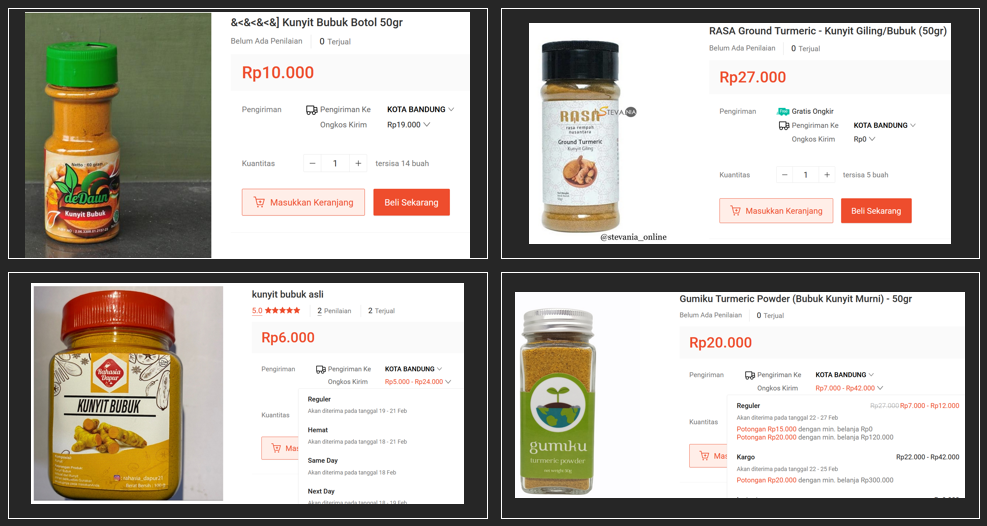 &<&<&<&] Kunyit Bubuk Botol 50gr
Belum Ada Penilaian 0 Terjual
Rp10.000
Pengiriman Pengiriman Ke KOTA BANDUNG
Ongkos Kirim Rp19.000
Kuantitas − 1 + tersisa 14 buah
Masukkan Keranjang Beli Sekarang
deDaun
Kunyit Bubuk
RASA Ground Turmeric - Kunyit Giling/Bubuk (50gr)
Belum Ada Penilaian 0 Terjual
Rp27.000
Pengiriman Gratis Ongkir
Pengiriman Ke KOTA BANDUNG
Ongkos Kirim Rp0
Kuantitas − 1 + tersisa 5 buah
Masukkan Keranjang Beli Sekarang
RASA
STEVANIA
rasa rempah
nusantara
Ground Turmeric
Kunyit Giling
@stevania_online
kunyit bubuk asli
5.0 2 Penilaian 2 Terjual
Rp6.000
Pengiriman Pengiriman Ke KOTA BANDUNG
Ongkos Kirim Rp5.000 - Rp24.000
Kuantitas
Mas
Reguler
Akan diterima pada tanggal 19 - 21 Feb
Hemat
Akan diterima pada tanggal 18 - 21 Feb
Same Day
Akan diterima pada tanggal 18 Feb
Next Day
Akan diterima pada tanggal 18 - 19 Feb
Rahasia
Dapur
KUNYIT BUBUK
Gumiku Turmeric Powder (Bubuk Kunyit Murni) - 50gr
Belum Ada Penilaian 0 Terjual
Rp20.000
Pengiriman Pengiriman Ke KOTA BANDUNG
Ongkos Kirim Rp7.000 - Rp42.000
Kuantitas
Mas
Reguler Rp27.000 Rp7.000 - Rp12.000
Akan diterima pada tanggal 22 - 27 Feb
Potongan Rp15.000 dengan min. belanja Rp0
Potongan Rp20.000 dengan min. belanja Rp120.000
Kargo Rp22.000 - Rp42.000
Akan diterima pada tanggal 22 - 25 Feb
Potongan Rp20.000 dengan min. belanja Rp300.000
gumiku
turmeric powder